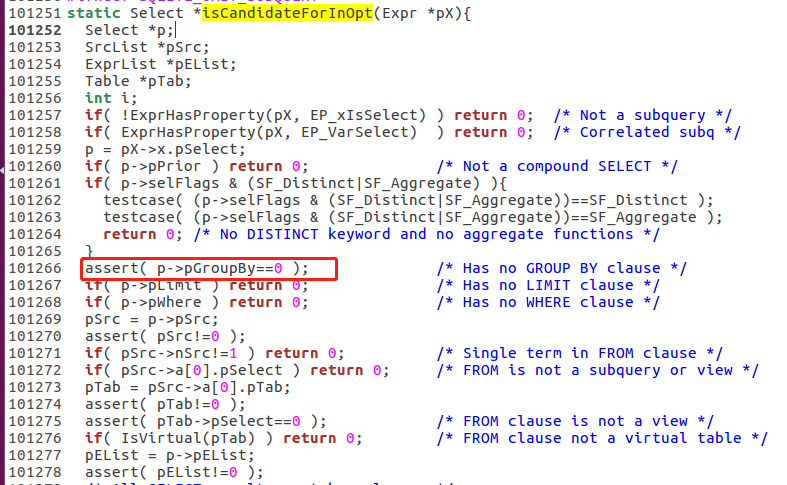 101251 static Select *isCandidateForInOpt(Expr *pX){
101252   Select *p;
101253   SrcList *pSrc;
101254   ExprList *pEList;
101255   Table *pTab;
101256   int i;
101257   if( !ExprHasProperty(pX, EP_xIsSelect) ) return 0;  /* Not a subquery */
101258   if( ExprHasProperty(pX, EP_VarSelect)  ) return 0;  /* Correlated subq */
101259   p = pX->x.pSelect;
101260   if( p->pPrior ) return 0;              /* Not a compound SELECT */
101261   if( p->selFlags & (SF_Distinct|SF_Aggregate) ){
101262     testcase( (p->selFlags & (SF_Distinct|SF_Aggregate))==SF_Distinct );
101263     testcase( (p->selFlags & (SF_Distinct|SF_Aggregate))==SF_Aggregate );
101264     return 0; /* No DISTINCT keyword and no aggregate functions */
101265   }
101266   assert( p->pGroupBy==0 );              /* Has no GROUP BY clause */
101267   if( p->pLimit ) return 0;              /* Has no LIMIT clause */
101268   if( p->pWhere ) return 0;              /* Has no WHERE clause */
101269   pSrc = p->pSrc;
101270   assert( pSrc!=0 );
101271   if( pSrc->nSrc!=1 ) return 0;          /* Single term in FROM clause */
101272   if( pSrc->a[0].pSelect ) return 0;     /* FROM is not a subquery or view */
101273   pTab = pSrc->a[0].pTab;
101274   assert( pTab!=0 );
101275   assert( pTab->pSelect==0 );            /* FROM clause is not a view */
101276   if( IsVirtual(pTab) ) return 0;        /* FROM clause not a virtual table */
101277   pEList = p->pEList;
101278   assert( pEList!=0 );